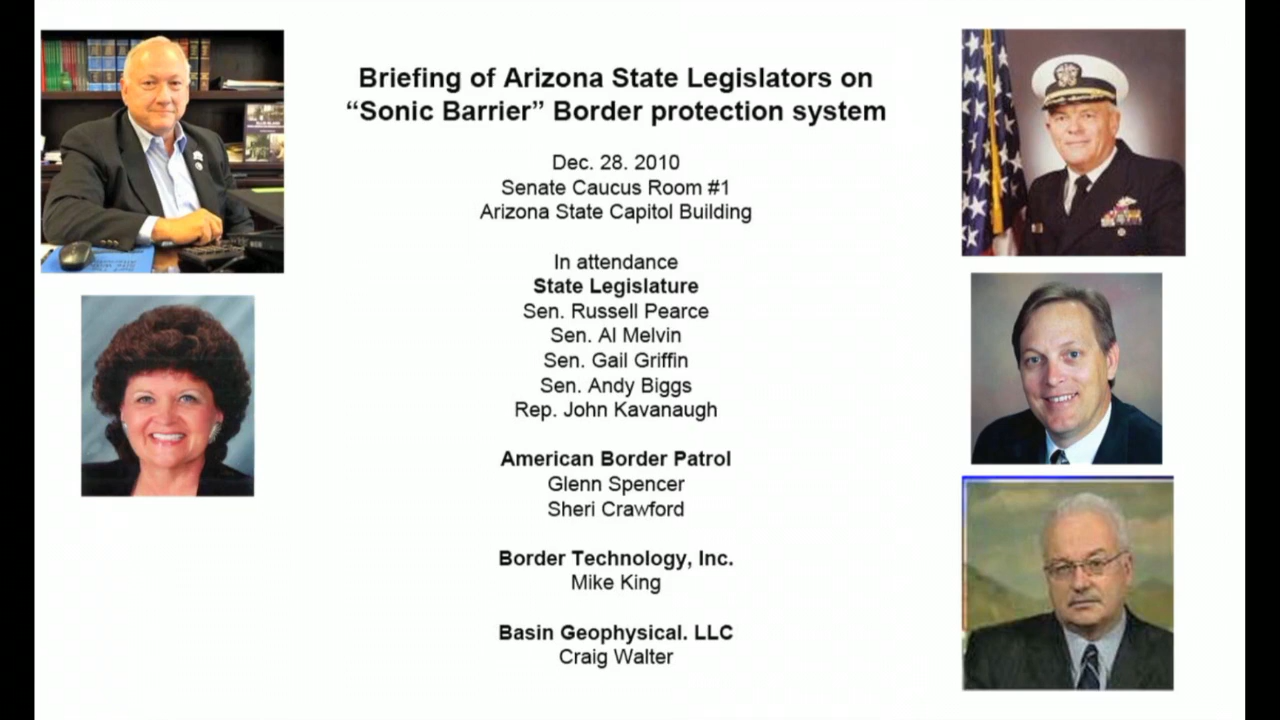 Briefing of Arizona State Legislators on
“Sonic Barrier” Border protection system
Dec. 28. 2010
Senate Caucus Room #1
Arizona State Capitol Building
In attendance
State Legislature
Sen. Russell Pearce
Sen. Al Melvin
Sen. Gail Griffin
Sen. Andy Biggs
Rep. John Kavanaugh
American Border Patrol
Glenn Spencer
Sheri Crawford
Border Technology, Inc.
Mike King
Basin Geophysical. LLC
Craig Walter